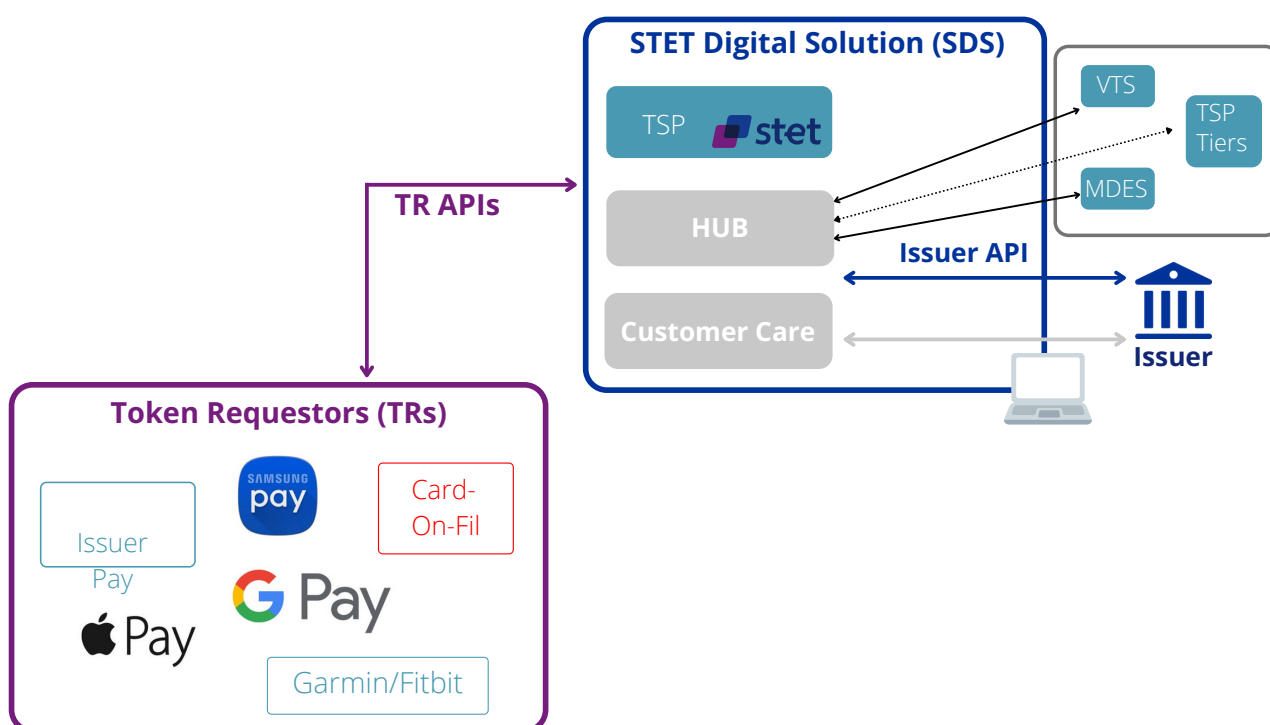 STET Digital Solution (SDS)
TSP
stet
VTS
TSP
Tiers
MDES
HUB
TR APIs
Issuer API
Customer Care
Issuer
Token Requestors (TRs)
SAMSUNG
pay
Card-
On-Fil
Issuer
Pay
G Pay
Pay
Garmin/Fitbit